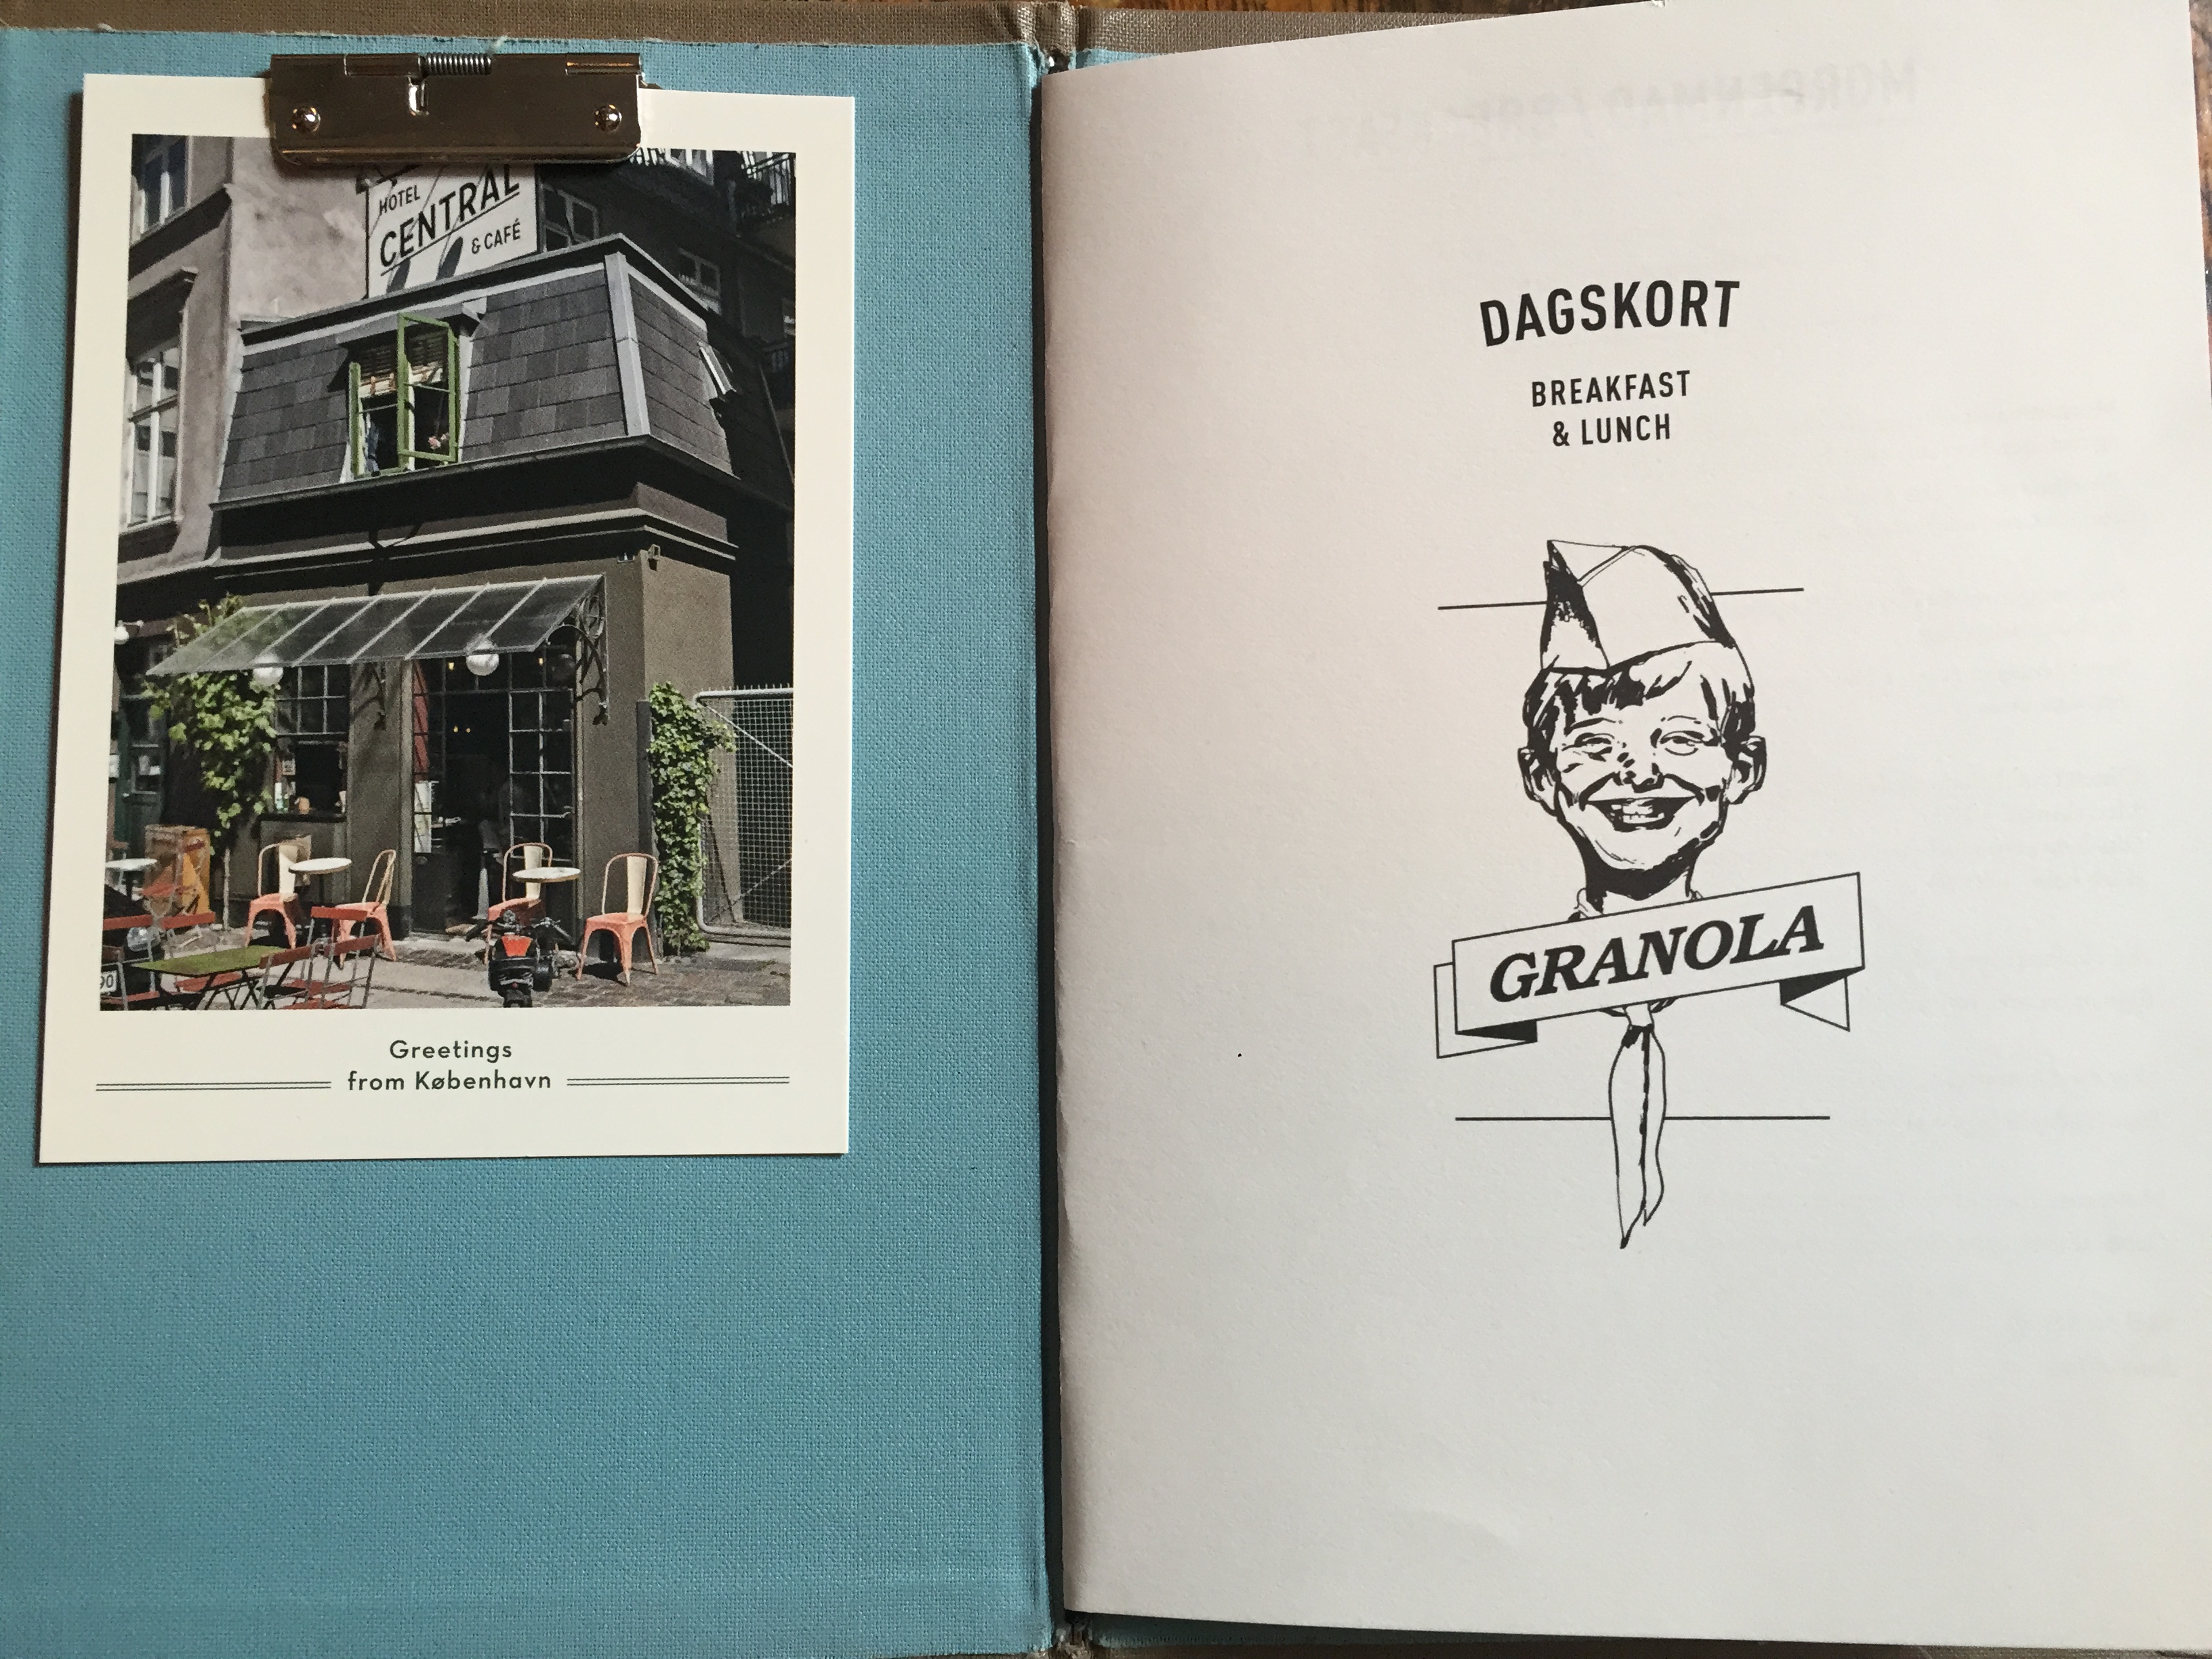 HOTEL
CENTRAL
& CAFÉ
Greetings
from København
DAGSKORT
BREAKFAST
& LUNCH
GRANOLA